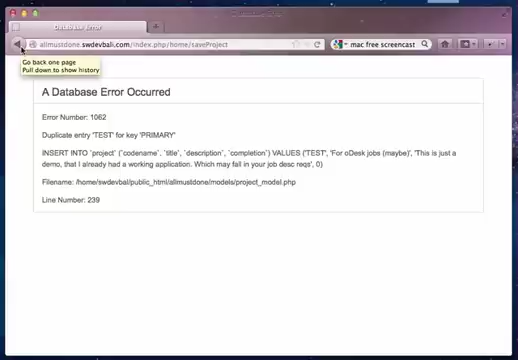 Database Error
allmustdone.swdevbali.com/index.php/home/saveProject
mac free screencast
Go back one page
Pull down to show history
A Database Error Occurred
Error Number: 1062
Duplicate entry 'TEST' for key 'PRIMARY'
INSERT INTO `project` (`codename`, `title`, `description`, `completion`) VALUES ('TEST', 'For oDesk jobs (maybe)', 'This is just a
demo, that I already had a working application. Which may fall in your job desc reqs', 0)
Filename: /home/swdevbal/public_html/allmustdone/models/project_model.php
Line Number: 239